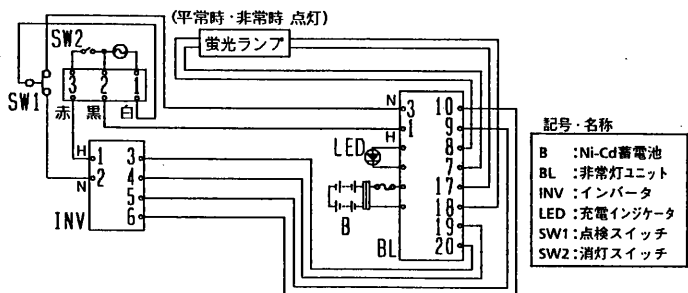 (平常時・非常時 点灯)
蛍光ランプ
SW2
3 2 1
赤 黒 白
SW1
H 1
N 2
3
4
5
6
INV
N 3
H 1
LED
B
BL
10
9
8
7
17
18
19
20
記号・名称
B :Ni-Cd蓄電池
BL :非常灯ユニット
INV :インバータ
LED :充電インジケータ
SW1 :点検スイッチ
SW2 :消灯スイッチ